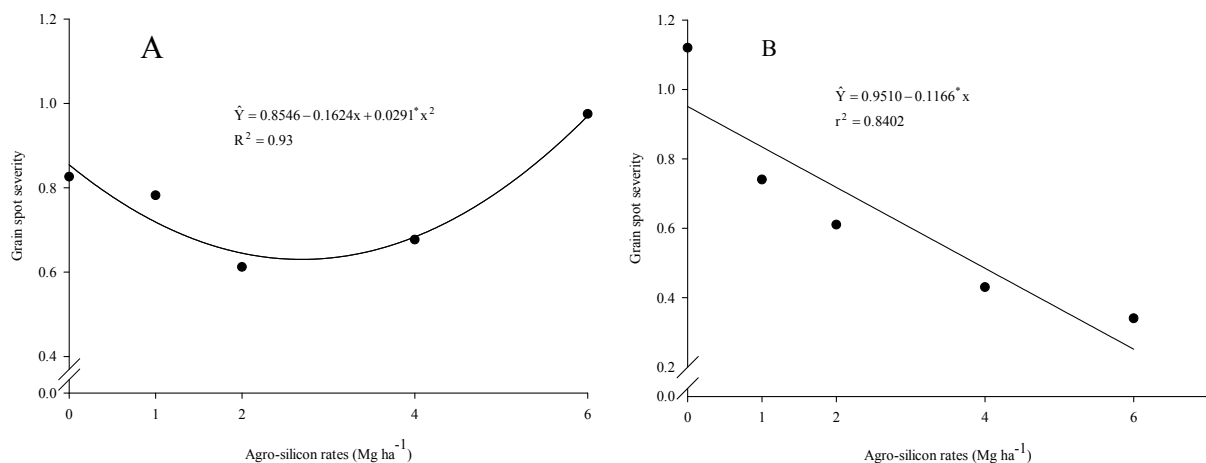 A
Ŷ = 0.8546 − 0.1624x + 0.0291* x²
R² = 0.93
Grain spot severity
1.2
1.0
0.8
0.6
0.4
0.0
0 1 2 4 6
Agro-silicon rates (Mg ha⁻¹)
B
Ŷ = 0.9510 − 0.1166* x
r² = 0.8402
Grain spot severity
1.2
1.0
0.8
0.6
0.4
0.2
0.0
0 1 2 4 6
Agro-silicon rates (Mg ha⁻¹)